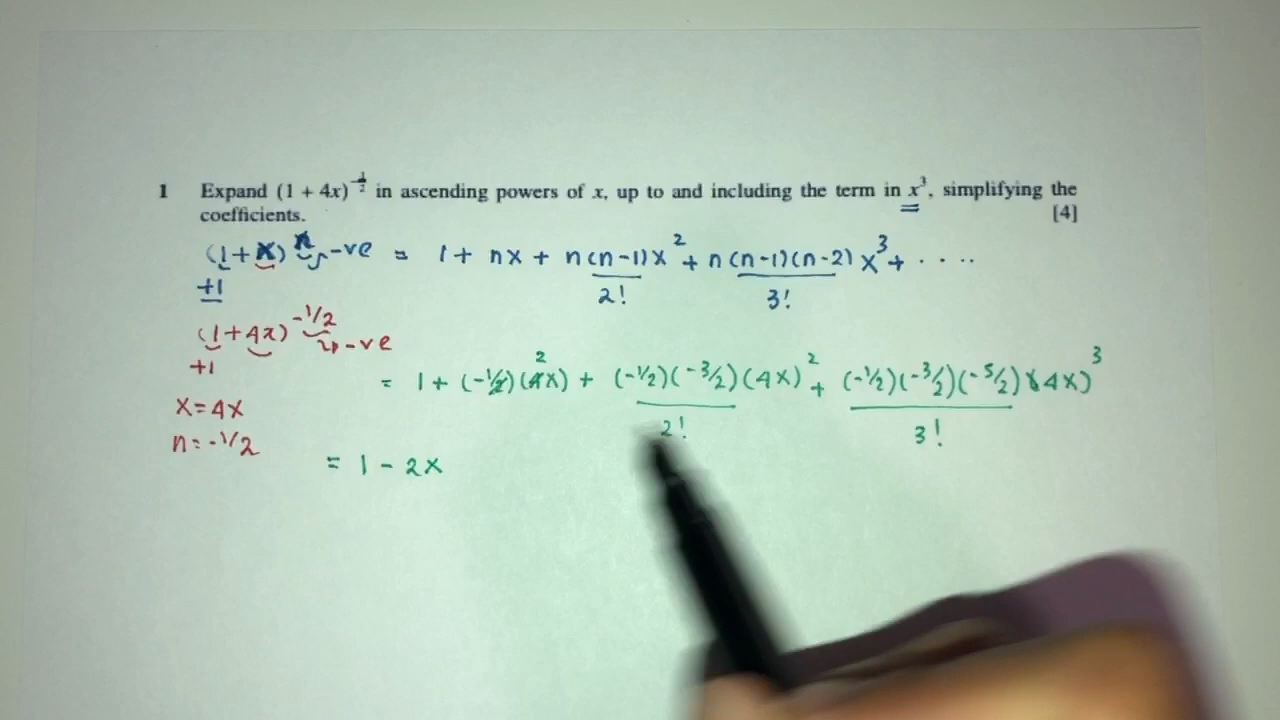 1 Expand (1 + 4x)^{-1/2} in ascending powers of x, up to and including the term in x³, simplifying the
coefficients. [4]
(1+x)^n -ve = 1 + nx + n(n-1)x²/2! + n(n-1)(n-2)x³/3! + ....
+1
(1+4x)^{-1/2} -ve
+1
= 1 + (-1/2)(4x) + (-1/2)(-3/2)(4x)²/2! + (-1/2)(-3/2)(-5/2)(4x)³/3!
2
x=4x
n=-1/2
= 1 - 2x